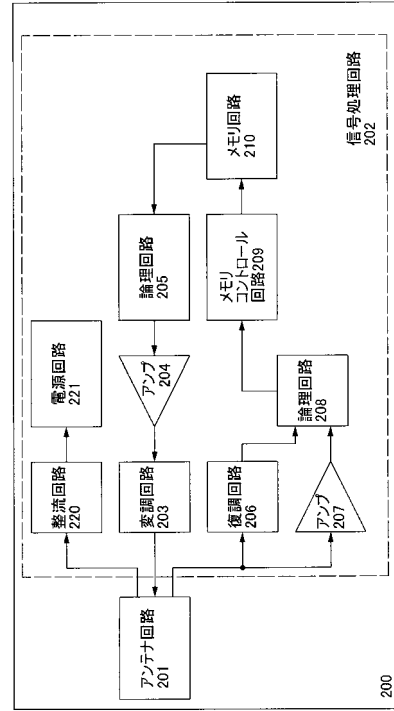 アンテナ回路
201
整流回路
220
電源回路
221
変調回路
203
アンプ
204
論理回路
205
復調回路
206
アンプ
207
論理回路
208
メモリ
コントロール
回路209
メモリ回路
210
信号処理回路
202
200